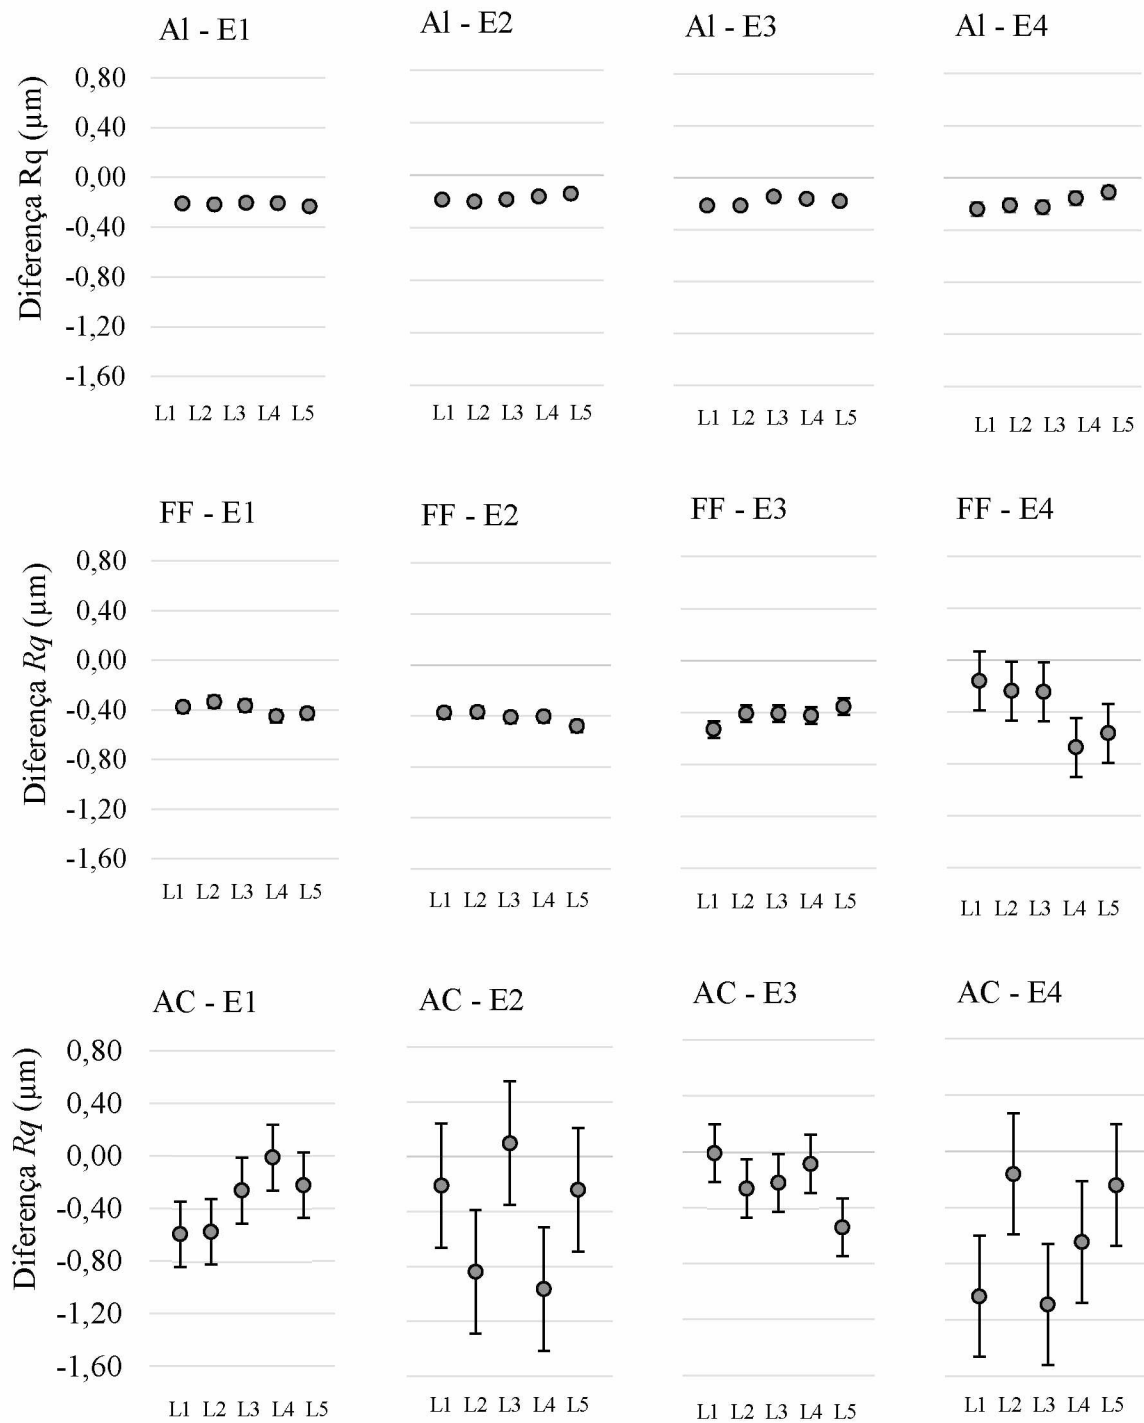 Al - E1
Al - E2
Al - E3
Al - E4
Diferença Rq (µm)
0,80
0,40
0,00
-0,40
-0,80
-1,20
-1,60
L1 L2 L3 L4 L5
L1 L2 L3 L4 L5
L1 L2 L3 L4 L5
L1 L2 L3 L4 L5
FF - E1
FF - E2
FF - E3
FF - E4
Diferença Rq (µm)
0,80
0,40
0,00
-0,40
-0,80
-1,20
-1,60
L1 L2 L3 L4 L5
L1 L2 L3 L4 L5
L1 L2 L3 L4 L5
L1 L2 L3 L4 L5
AC - E1
AC - E2
AC - E3
AC - E4
Diferença Rq (µm)
0,80
0,40
0,00
-0,40
-0,80
-1,20
-1,60
L1 L2 L3 L4 L5
L1 L2 L3 L4 L5
L1 L2 L3 L4 L5
L1 L2 L3 L4 L5